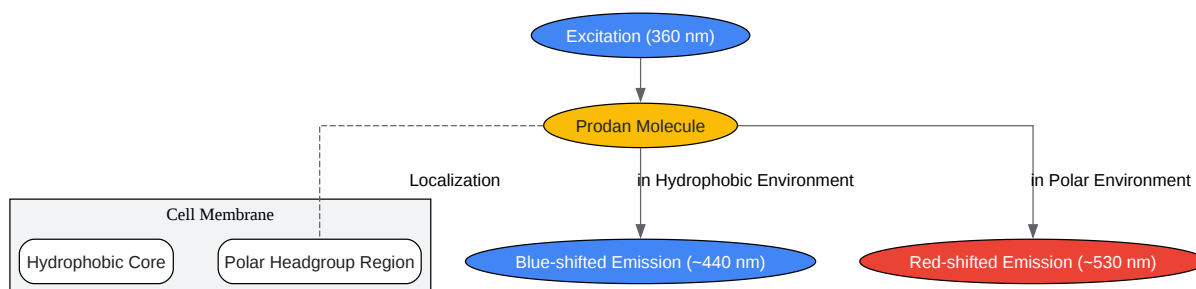 Excitation (360 nm)
Prodan Molecule
Localization
in Hydrophobic Environment
in Polar Environment
Cell Membrane
Hydrophobic Core
Polar Headgroup Region
Blue-shifted Emission (~440 nm)
Red-shifted Emission (~530 nm)